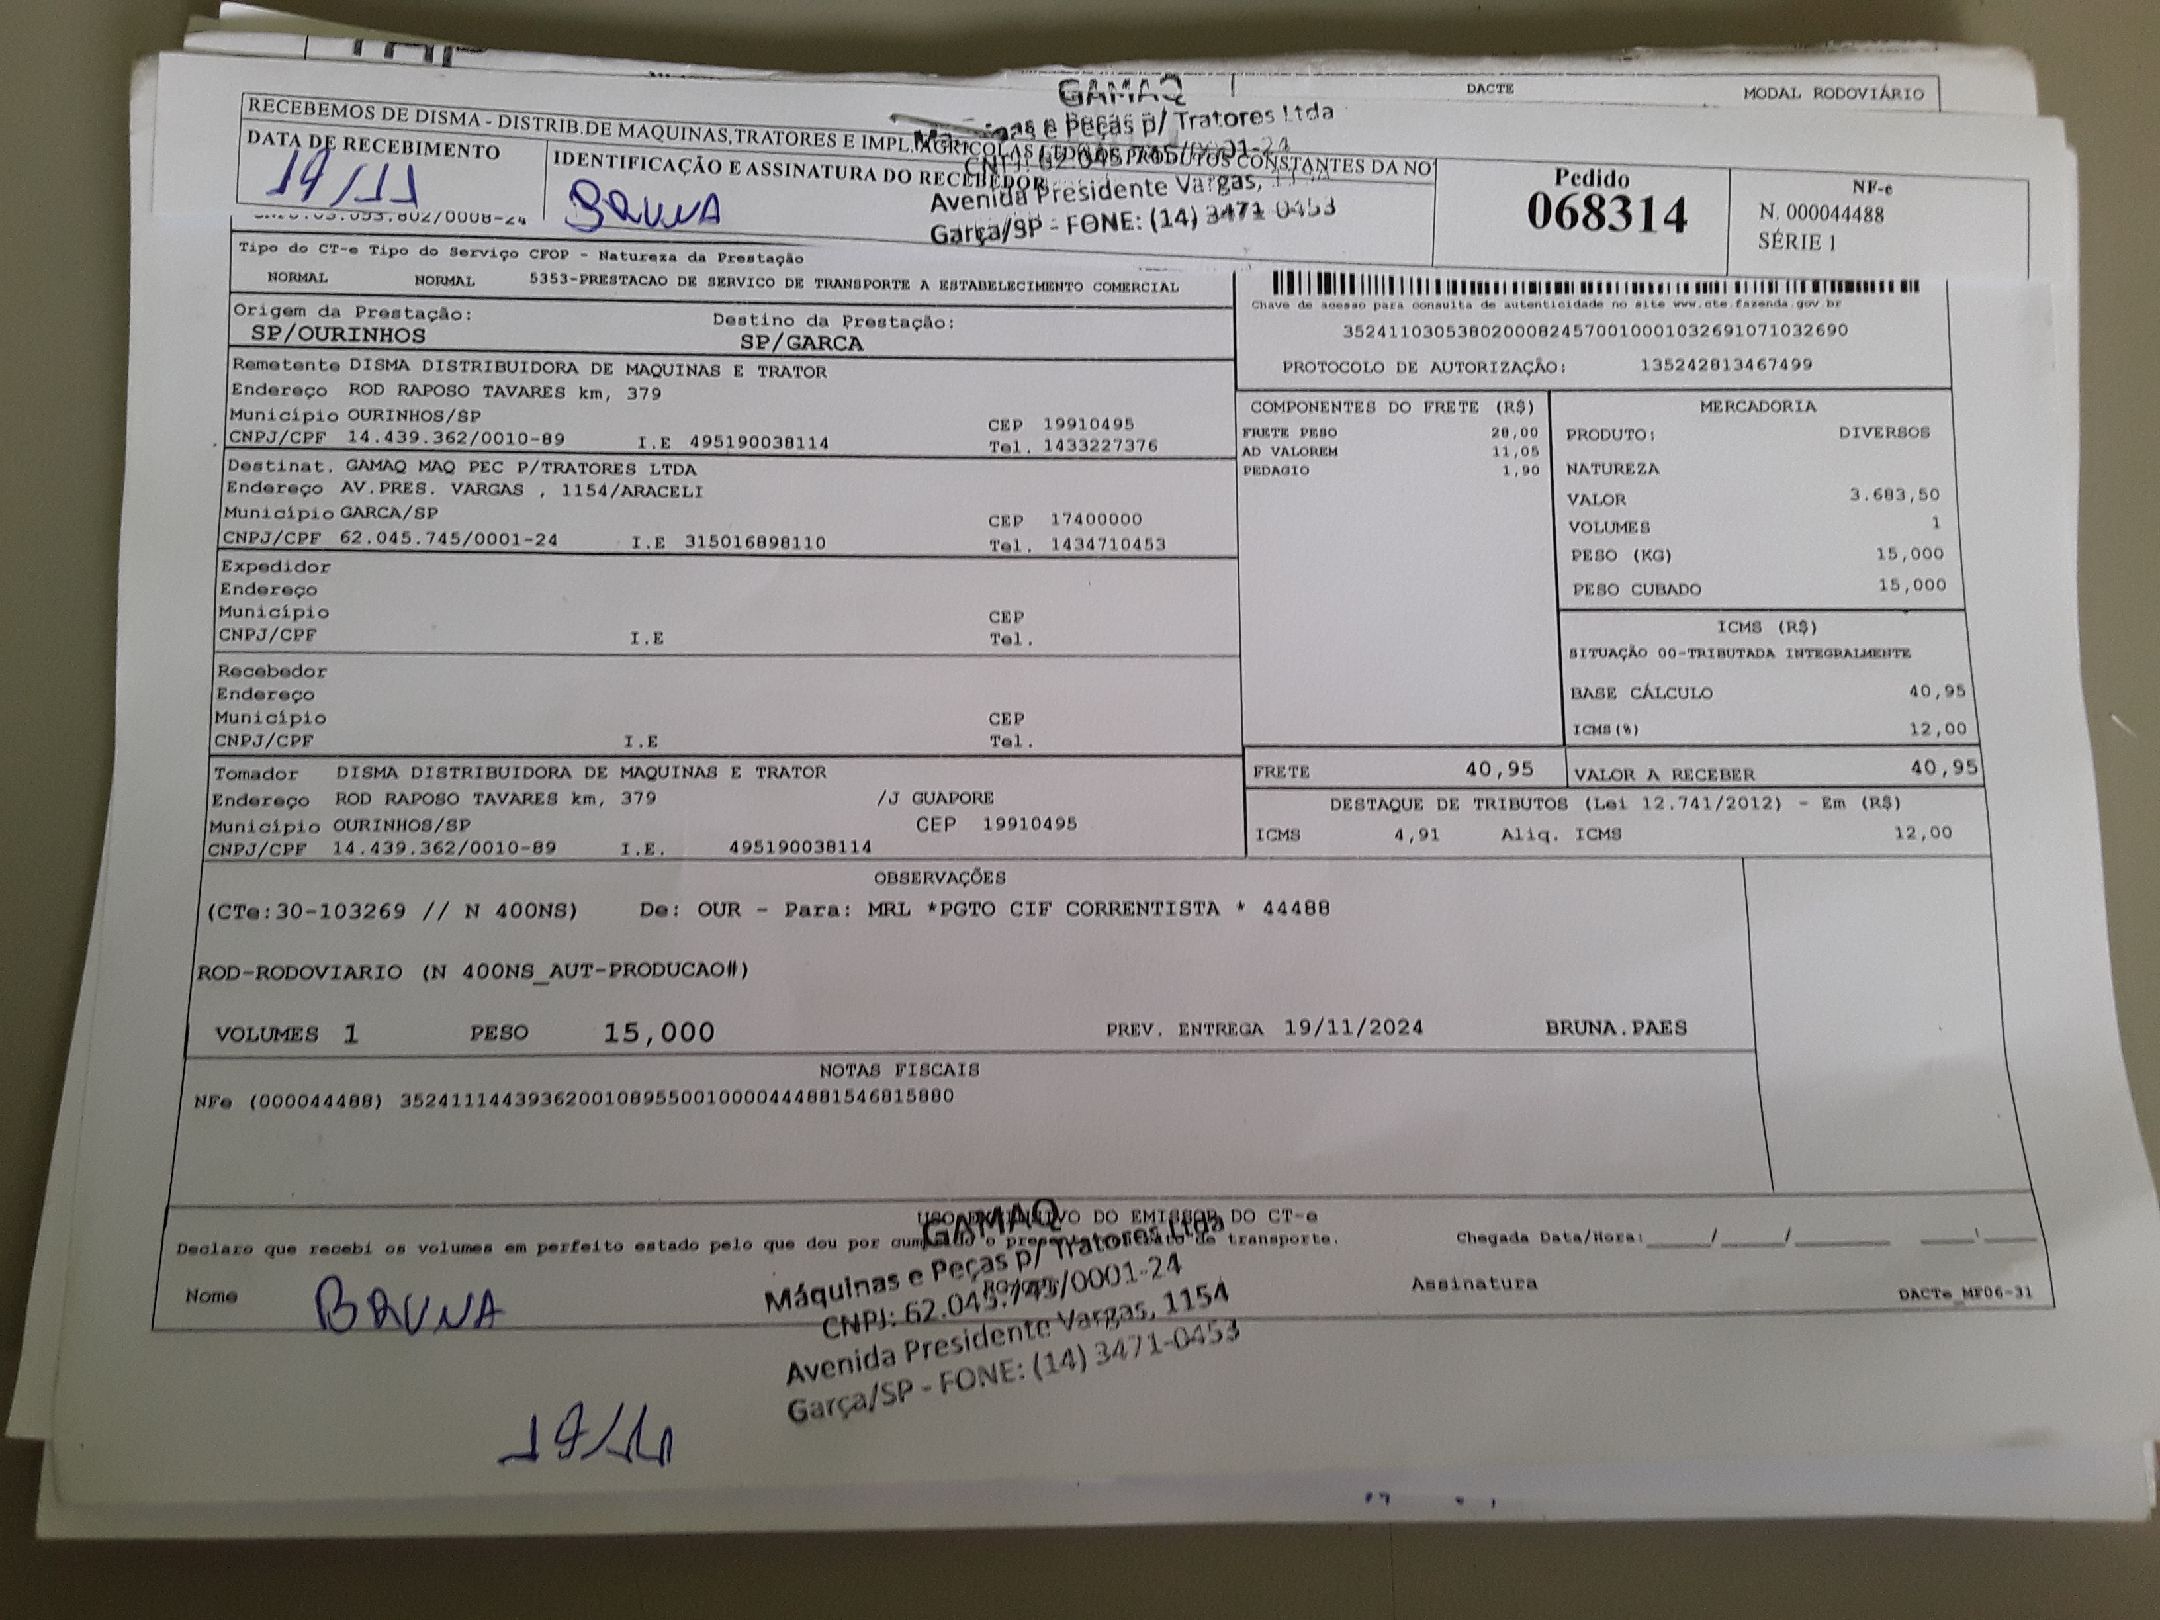 GAMAQ
DACTE
MODAL RODOVIÁRIO
RECEBEMOS DE DISMA - DISTRIB.DE MAQUINAS,TRATORES E IMPL.AGRICOLAS LTDA OS PRODUTOS CONSTANTES DA NO
e Peças p/ Tratores Ltda
CNPJ: 62.045.745/0001-24
Avenida Presidente Vargas,
Garça/SP - FONE: (14) 3471-0453
DATA DE RECEBIMENTO
19/11
IDENTIFICAÇÃO E ASSINATURA DO RECEBEDOR
BRUNA
Pedido
068314
NF-e
N. 000044488
SÉRIE 1
Tipo do CT-e Tipo do Serviço CFOP - Natureza da Prestação
NORMAL NORMAL 5353-PRESTACAO DE SERVICO DE TRANSPORTE A ESTABELECIMENTO COMERCIAL
Chave de acesso para consulta de autenticidade no site www.cte.fazenda.gov.br
35241103053802000824570010001032691071032690
PROTOCOLO DE AUTORIZAÇÃO: 135242813467499
Origem da Prestação: Destino da Prestação:
SP/OURINHOS SP/GARCA
Remetente DISMA DISTRIBUIDORA DE MAQUINAS E TRATOR
Endereço ROD RAPOSO TAVARES km, 379
Município OURINHOS/SP CEP 19910495
CNPJ/CPF 14.439.362/0010-89 I.E 495190038114 Tel. 1433227376
Destinat. GAMAQ MAQ PEC P/TRATORES LTDA
Endereço AV.PRES. VARGAS , 1154/ARACELI
Município GARCA/SP CEP 17400000
CNPJ/CPF 62.045.745/0001-24 I.E 315016898110 Tel. 1434710453
Expedidor
Endereço
Município CEP
CNPJ/CPF I.E Tel.
Recebedor
Endereço
Município CEP
CNPJ/CPF I.E Tel.
Tomador DISMA DISTRIBUIDORA DE MAQUINAS E TRATOR
Endereço ROD RAPOSO TAVARES km, 379 /J GUAPORE
Município OURINHOS/SP CEP 19910495
CNPJ/CPF 14.439.362/0010-89 I.E. 495190038114
COMPONENTES DO FRETE (R$)
FRETE PESO 28,00
AD VALOREM 11,05
PEDAGIO 1,90
MERCADORIA
PRODUTO: DIVERSOS
NATUREZA
VALOR 3.683,50
VOLUMES 1
PESO (KG) 15,000
PESO CUBADO 15,000
ICMS (R$)
SITUAÇÃO 00-TRIBUTADA INTEGRALMENTE
BASE CÁLCULO 40,95
ICMS(%) 12,00
FRETE 40,95 VALOR A RECEBER 40,95
DESTAQUE DE TRIBUTOS (Lei 12.741/2012) - Em (R$)
ICMS 4,91 Aliq. ICMS 12,00
OBSERVAÇÕES
(CTe:30-103269 // N 400NS) De: OUR - Para: MRL *PGTO CIF CORRENTISTA * 44488
ROD-RODOVIARIO (N 400NS_AUT-PRODUCAO#)
VOLUMES 1 PESO 15,000 PREV. ENTREGA 19/11/2024 BRUNA.PAES
NOTAS FISCAIS
NFe (000044488) 35241114439362001089550010000444881546815880
USO EXCLUSIVO DO EMISSOR DO CT-e
Declaro que recebi os volumes em perfeito estado pelo que dou por cumprido o presente contrato de transporte. Chegada Data/Hora:
Nome BRUNA Assinatura
DACTe_MF06-31
GAMAQ
Máquinas e Peças p/ Tratores Ltda
CNPJ: 62.045.745/0001-24
Avenida Presidente Vargas, 1154
Garça/SP - FONE: (14) 3471-0453